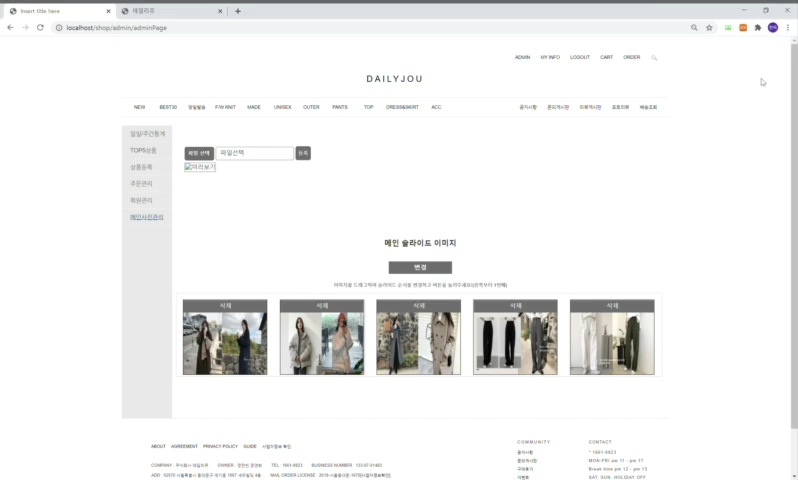 Insert title here
데일리쥬
localhost/shop/admin/adminPage
ADMIN MY INFO LOGOUT CART ORDER
DAILYJOU
NEW BEST30 당일발송 F/W KNIT MADE UNISEX OUTER PANTS TOP DRESS&SKIRT ACC 공지사항 문의게시판 리뷰게시판 포토리뷰 배송조회
일일/주간통계
TOP5상품
상품등록
주문관리
회원관리
메인사진관리
파일 선택 파일선택 등록
미리보기
메인 슬라이드 이미지
변경
이미지를 드래그하여 슬라이드 순서를 변경하고 버튼을 눌러주세요!(왼쪽부터 1번째)
삭제 삭제 삭제 삭제 삭제
ABOUT AGREEMENT PRIVACY POLICY GUIDE 사업자정보 확인
COMPANY : 주식회사 데일리쥬 OWNER : TEL : 1661-0823 BUSINESS NUMBER :
ADD : MAIL ORDER LICENSE :
COMMUNITY
공지사항
문의게시판
구매후기
이벤트
CONTACT
MON-FRI pm 11 - pm 17
Break time pm 12 - pm 13
SAT, SUN, HOLIDAY OFF